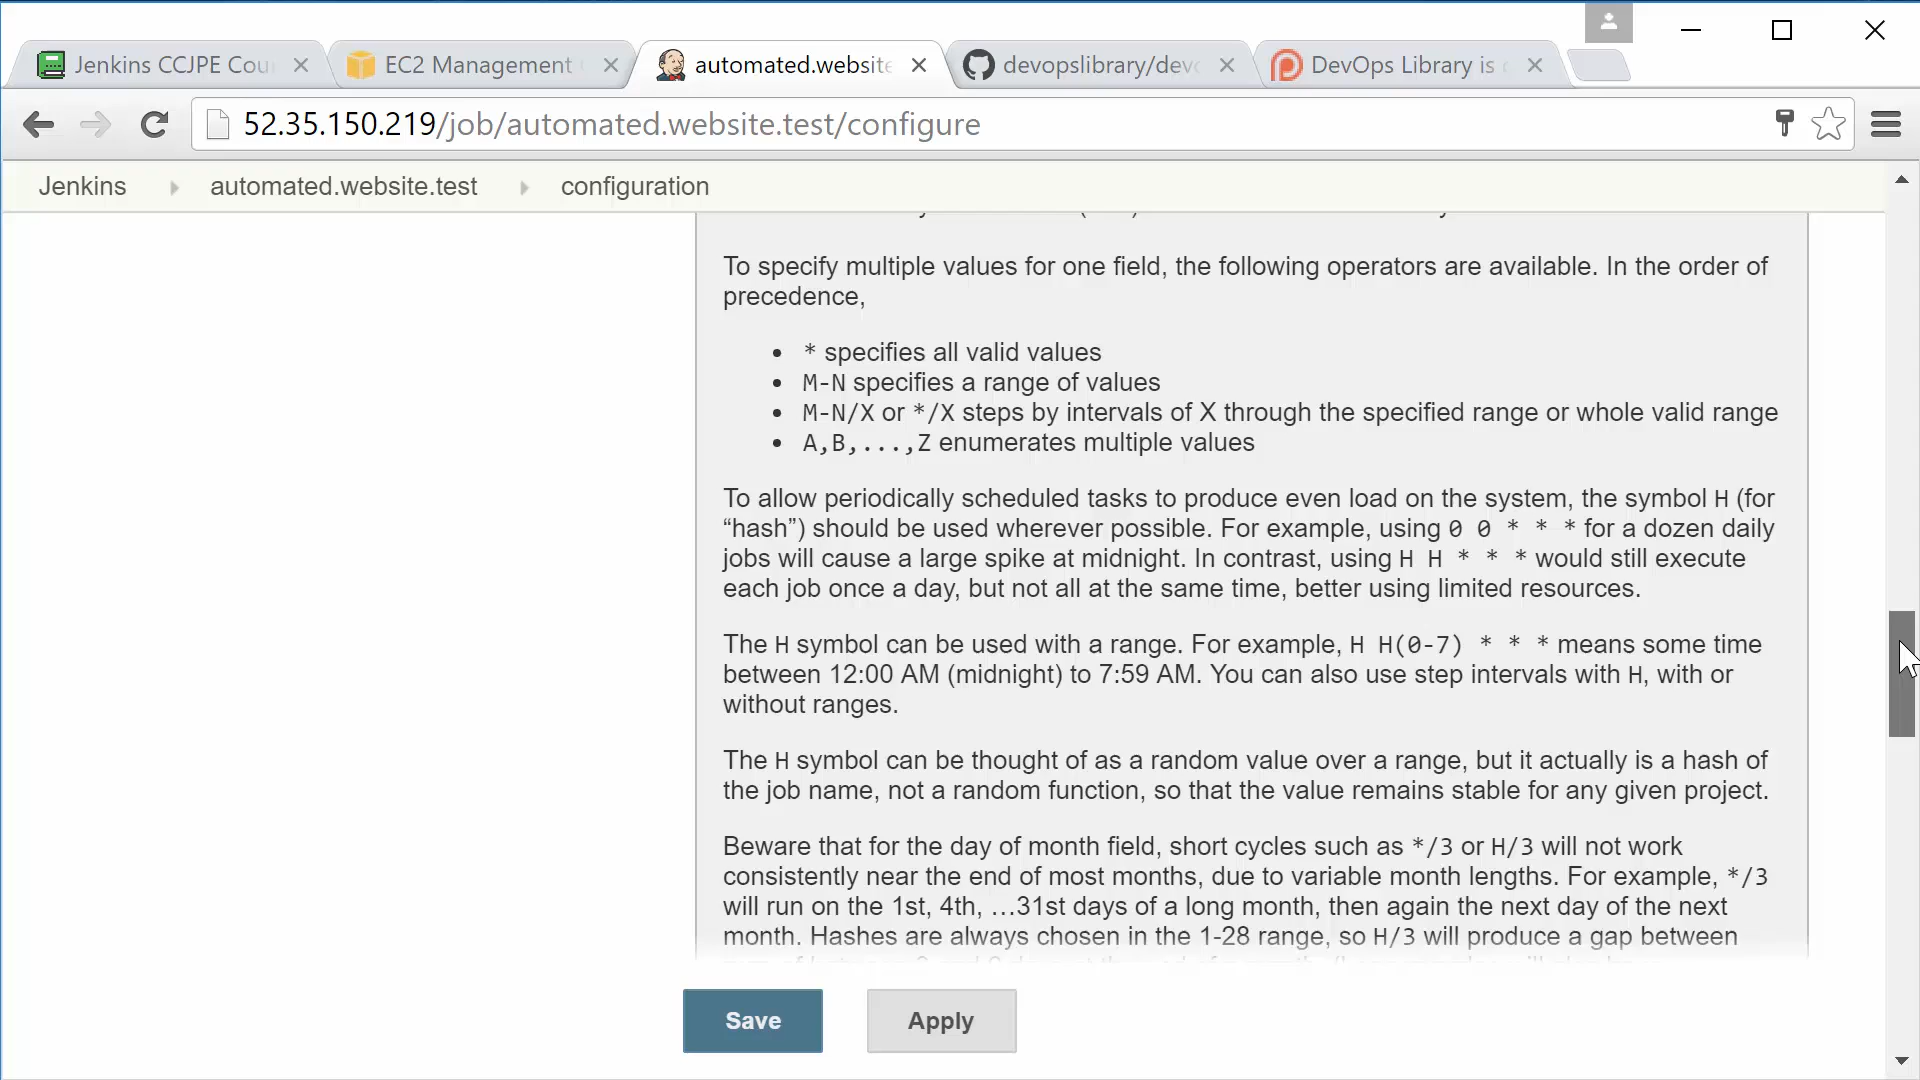 Jenkins CCJPE Cou
EC2 Management
automated.website
devopslibrary/devo
DevOps Library is
52.35.150.219/job/automated.website.test/configure
Jenkins
automated.website.test
configuration
To specify multiple values for one field, the following operators are available. In the order of
precedence,
• * specifies all valid values
• M-N specifies a range of values
• M-N/X or */X steps by intervals of X through the specified range or whole valid range
• A,B,...,Z enumerates multiple values
To allow periodically scheduled tasks to produce even load on the system, the symbol H (for
“hash”) should be used wherever possible. For example, using 0 0 * * * for a dozen daily
jobs will cause a large spike at midnight. In contrast, using H H * * * would still execute
each job once a day, but not all at the same time, better using limited resources.
The H symbol can be used with a range. For example, H H(0-7) * * * means some time
between 12:00 AM (midnight) to 7:59 AM. You can also use step intervals with H, with or
without ranges.
The H symbol can be thought of as a random value over a range, but it actually is a hash of
the job name, not a random function, so that the value remains stable for any given project.
Beware that for the day of month field, short cycles such as */3 or H/3 will not work
consistently near the end of most months, due to variable month lengths. For example, */3
will run on the 1st, 4th, …31st days of a long month, then again the next day of the next
month. Hashes are always chosen in the 1-28 range, so H/3 will produce a gap between
Save
Apply